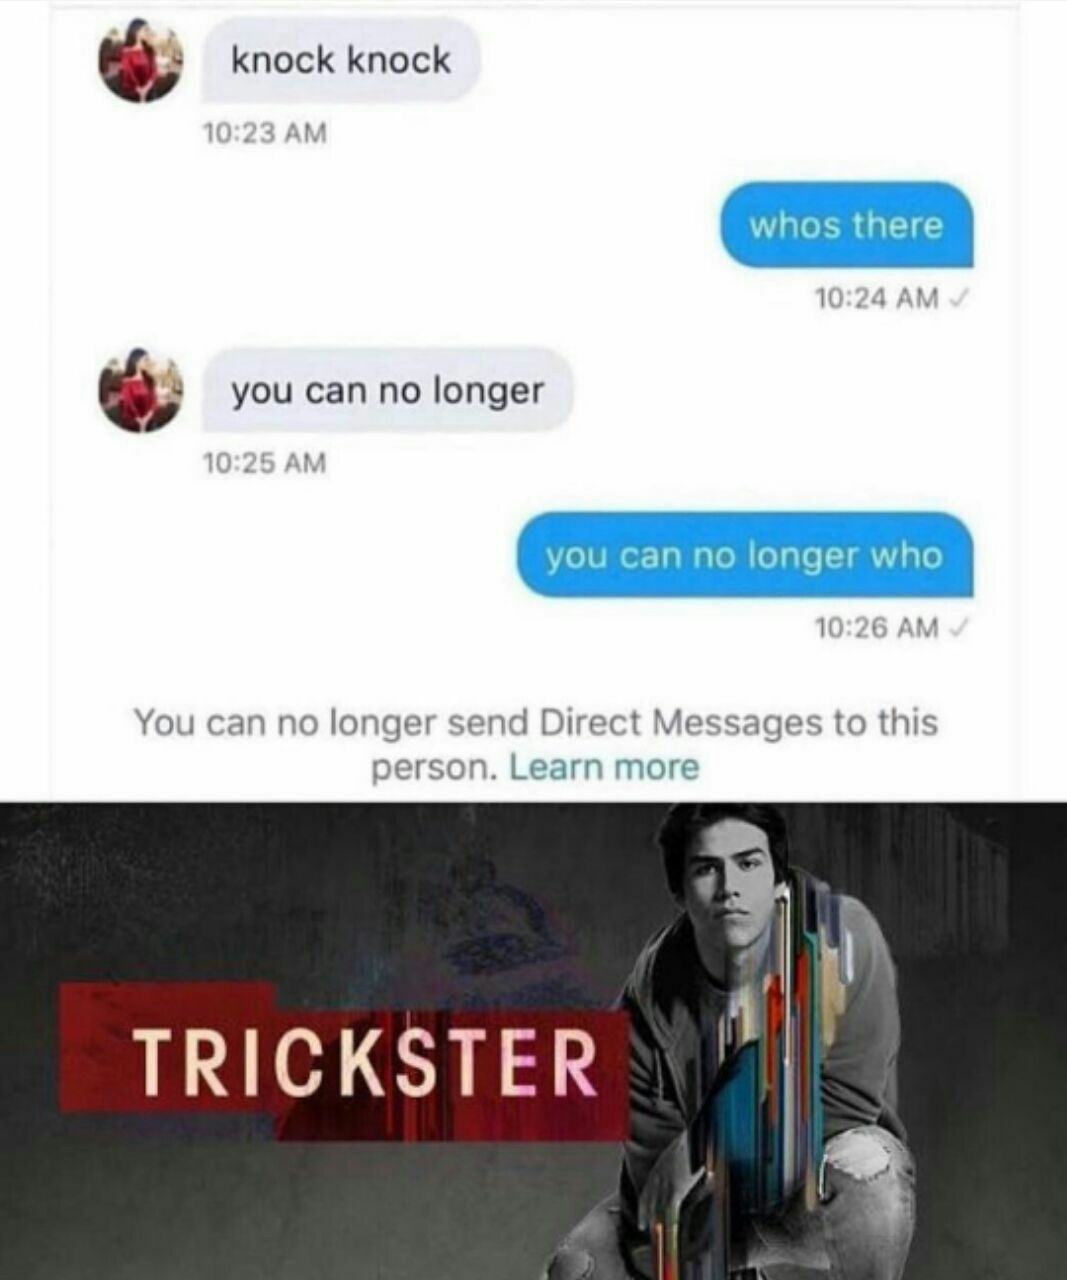 knock knock
10:23 AM
whos there
10:24 AM ✓
you can no longer
10:25 AM
you can no longer who
10:26 AM ✓
You can no longer send Direct Messages to this
person. Learn more
TRICKSTER